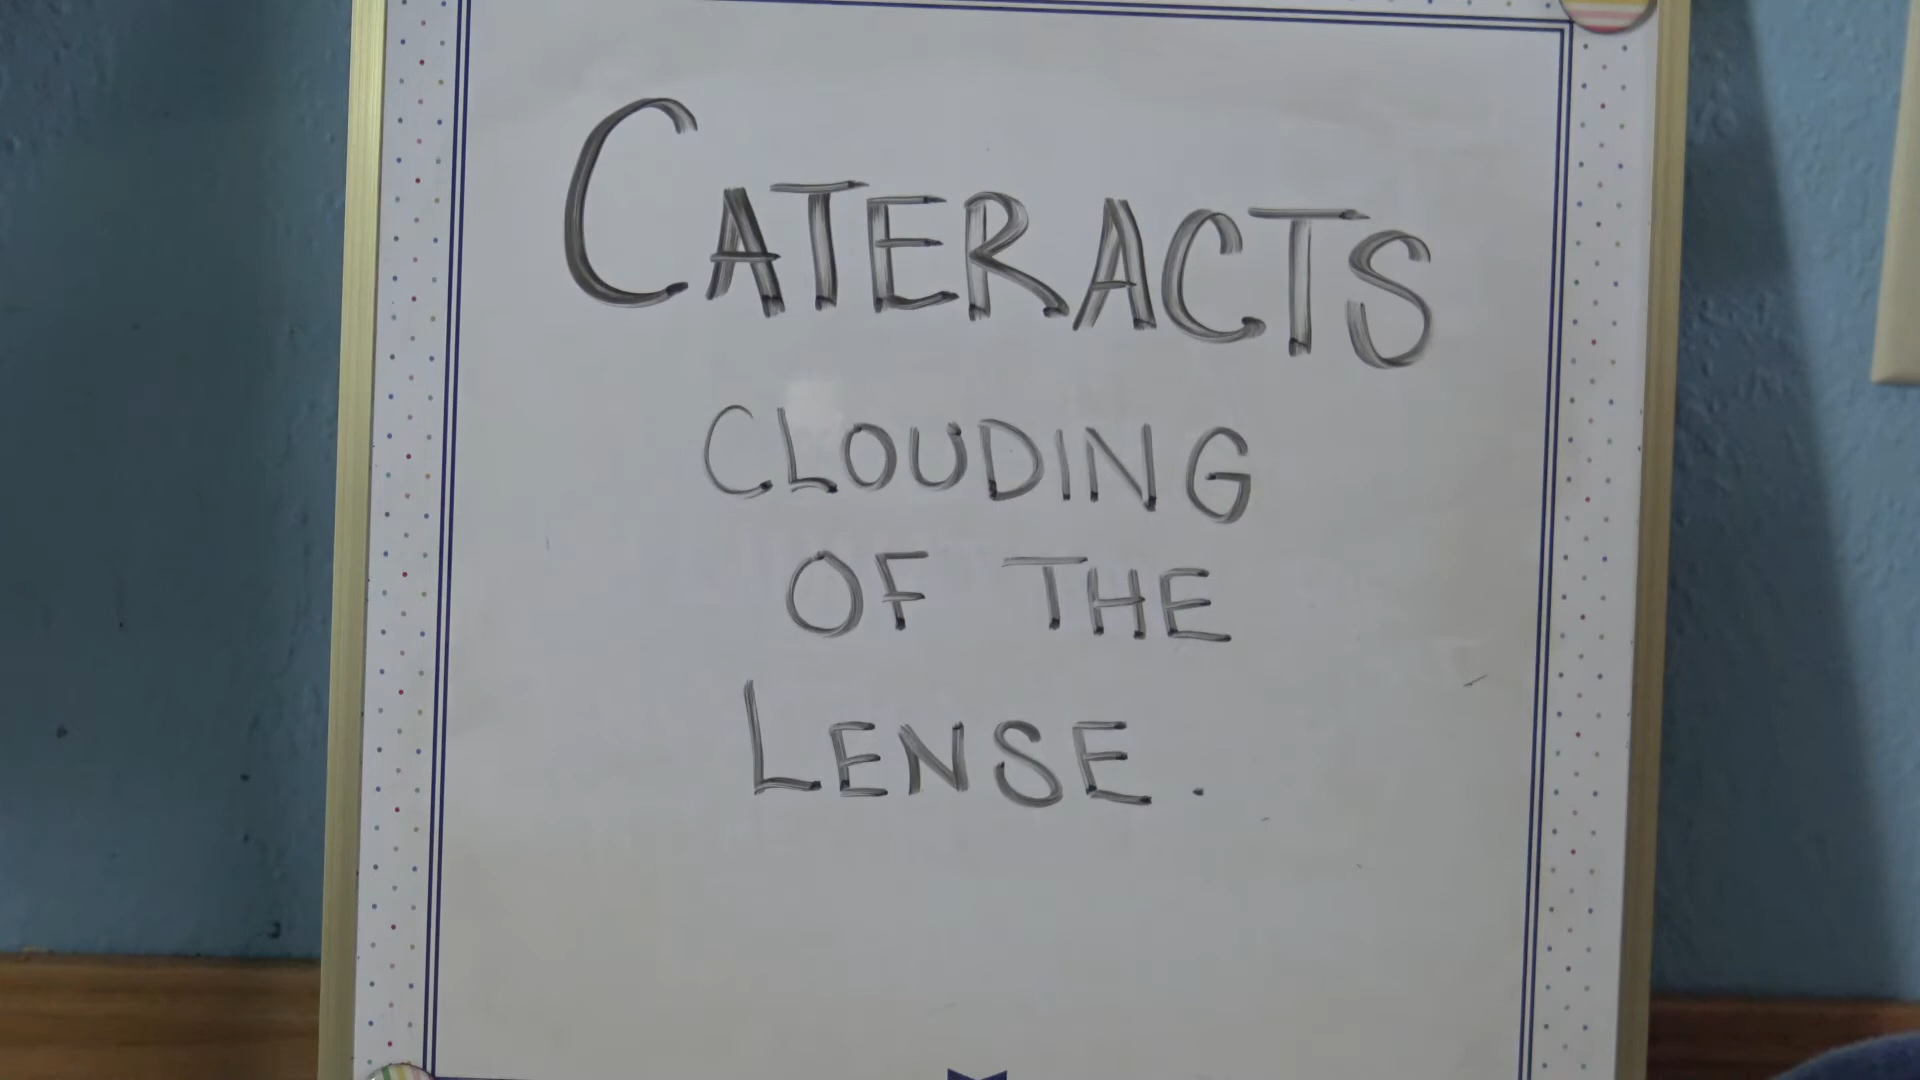 CATERACTS
CLOUDING
OF THE
LENSE.